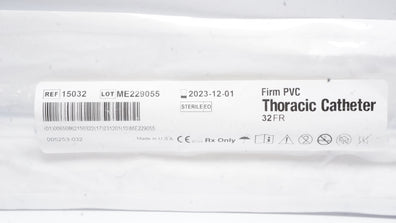 REF 15032 LOT ME229055 2023-12-01
STERILE EO
Firm PVC
Thoracic Catheter
32FR
005253-032 Made in U.S.A. CE Rx Only